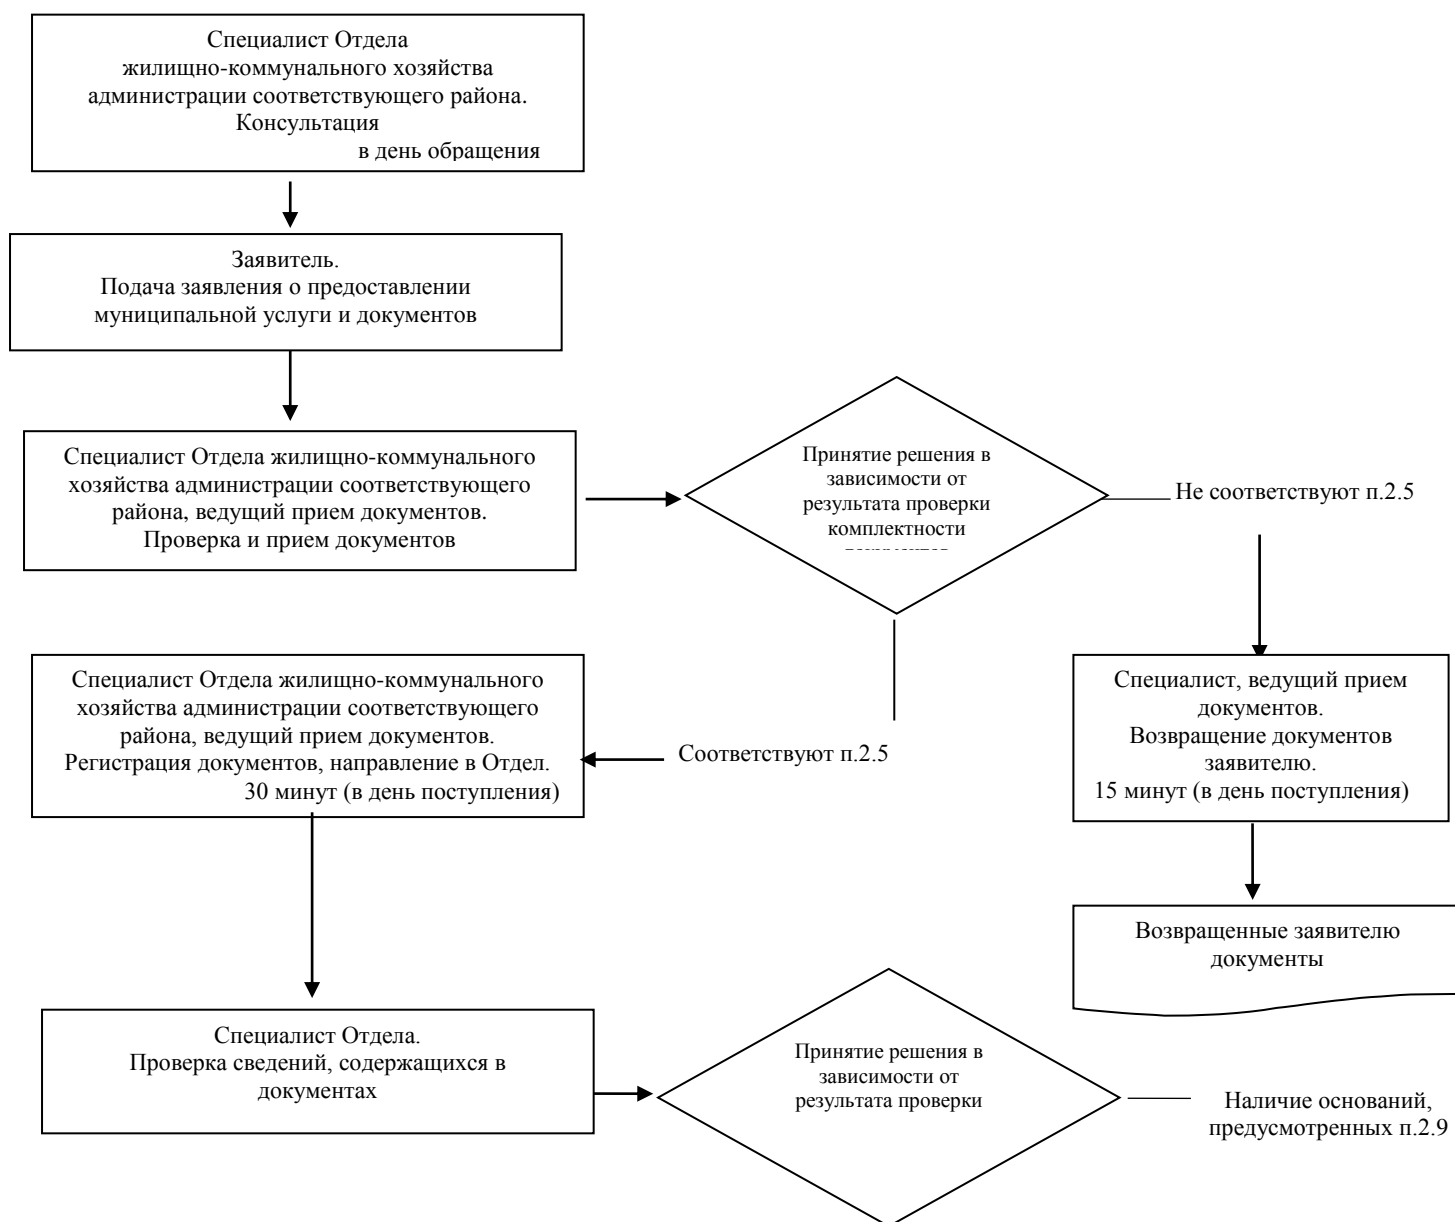 Специалист Отдела
жилищно-коммунального хозяйства
администрации соответствующего района.
Консультация
в день обращения
Заявитель.
Подача заявления о предоставлении
муниципальной услуги и документов
Специалист Отдела жилищно-коммунального
хозяйства администрации соответствующего
района, ведущий прием документов.
Проверка и прием документов
Принятие решения в
зависимости от
результата проверки
комплектности
Не соответствуют п.2.5
Специалист Отдела жилищно-коммунального
хозяйства администрации соответствующего
района, ведущий прием документов.
Регистрация документов, направление в Отдел.
30 минут (в день поступления)
Соответствуют п.2.5
Специалист, ведущий прием
документов.
Возвращение документов
заявителю.
15 минут (в день поступления)
Возвращенные заявителю
документы
Специалист Отдела.
Проверка сведений, содержащихся в
документах
Принятие решения в
зависимости от
результата проверки
Наличие оснований,
предусмотренных п.2.9